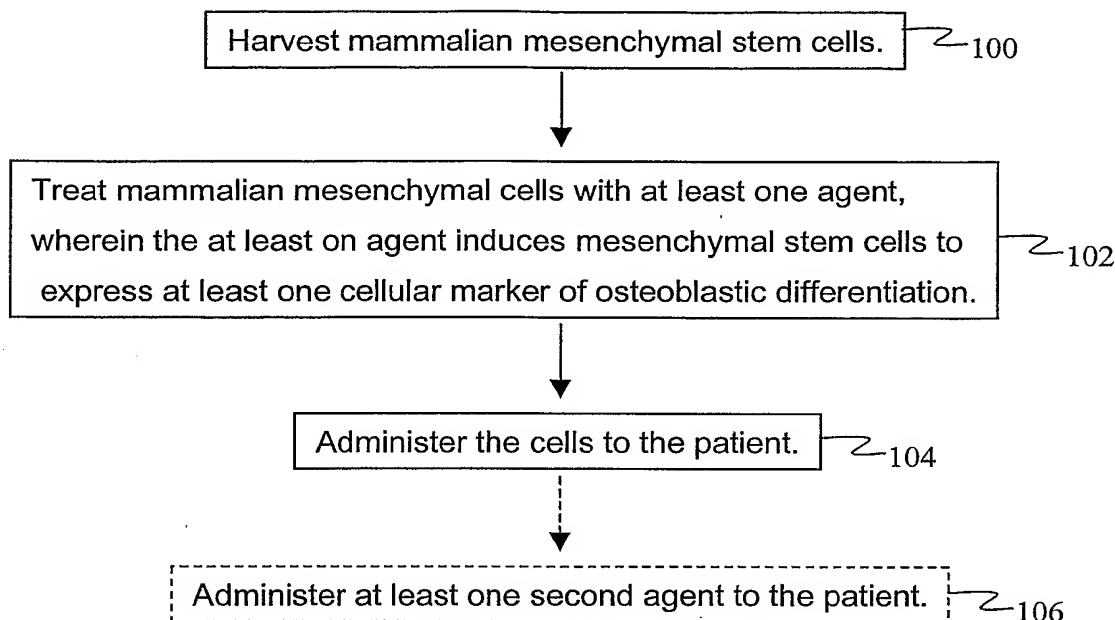 Harvest mammalian mesenchymal stem cells.
100
Treat mammalian mesenchymal cells with at least one agent,
wherein the at least on agent induces mesenchymal stem cells to
express at least one cellular marker of osteoblastic differentiation.
102
Administer the cells to the patient.
104
Administer at least one second agent to the patient.
106